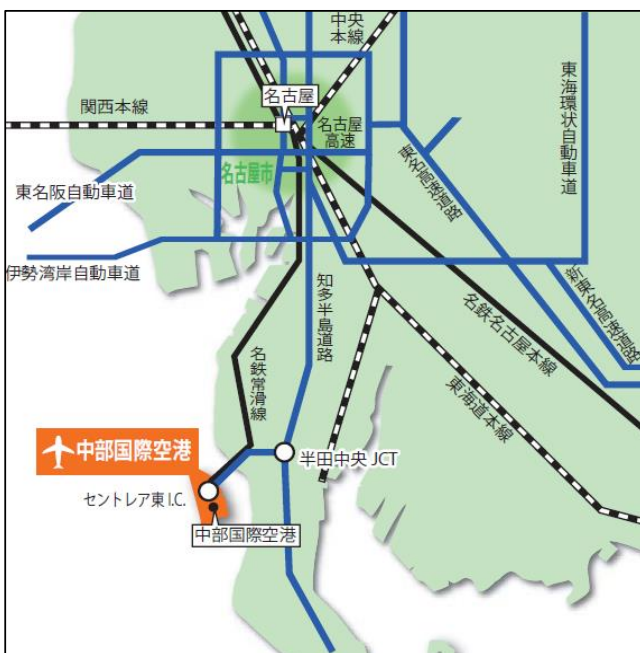 中央
本線
名古屋
関西本線
名古屋
高速
東海環状自動車道
名古屋市
東名高速道路
東名阪自動車道
伊勢湾岸自動車道
知多半島道路
新東名高速道路
名鉄名古屋本線
名鉄常滑線
東海道本線
中部国際空港
半田中央JCT
セントレア東I.C.
中部国際空港